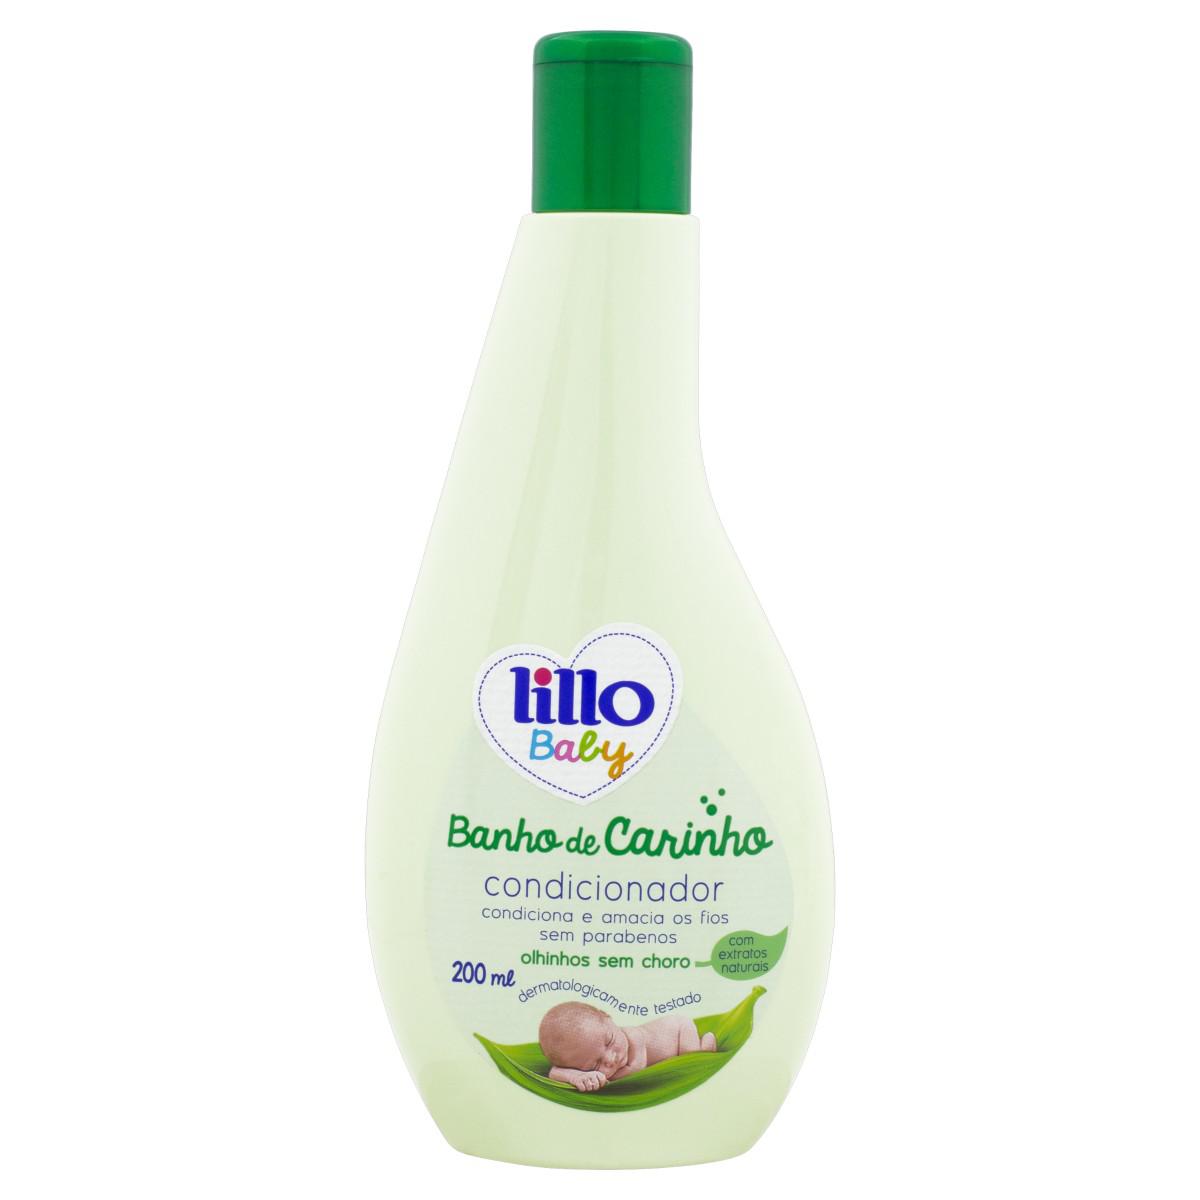 lillo
Baby
Banho de Carinho
condicionador
condiciona e amacia os fios
sem parabenos
olhinhos sem choro
com
extratos
naturais
200 ml
dermatologicamente testado